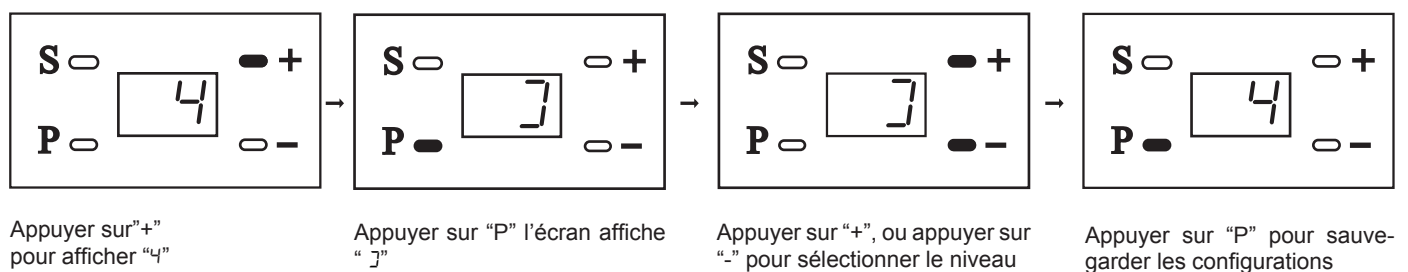 S + S + S + S +
4 → ] → ] → 4
P - P - P - P -
Appuyer sur”+”
pour afficher “4”
Appuyer sur “P” l’écran affiche
“ ]”
Appuyer sur “+”, ou appuyer sur
“-” pour sélectionner le niveau
Appuyer sur “P” pour sauve-
garder les configurations